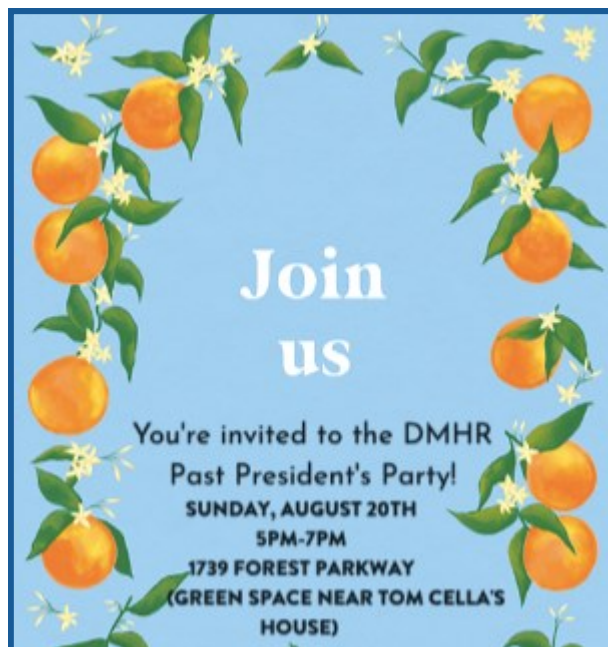 Join
us
You're invited to the DMHR
Past President's Party!
SUNDAY, AUGUST 20TH
5PM-7PM
1739 FOREST PARKWAY
(GREEN SPACE NEAR TOM CELLA'S
HOUSE)